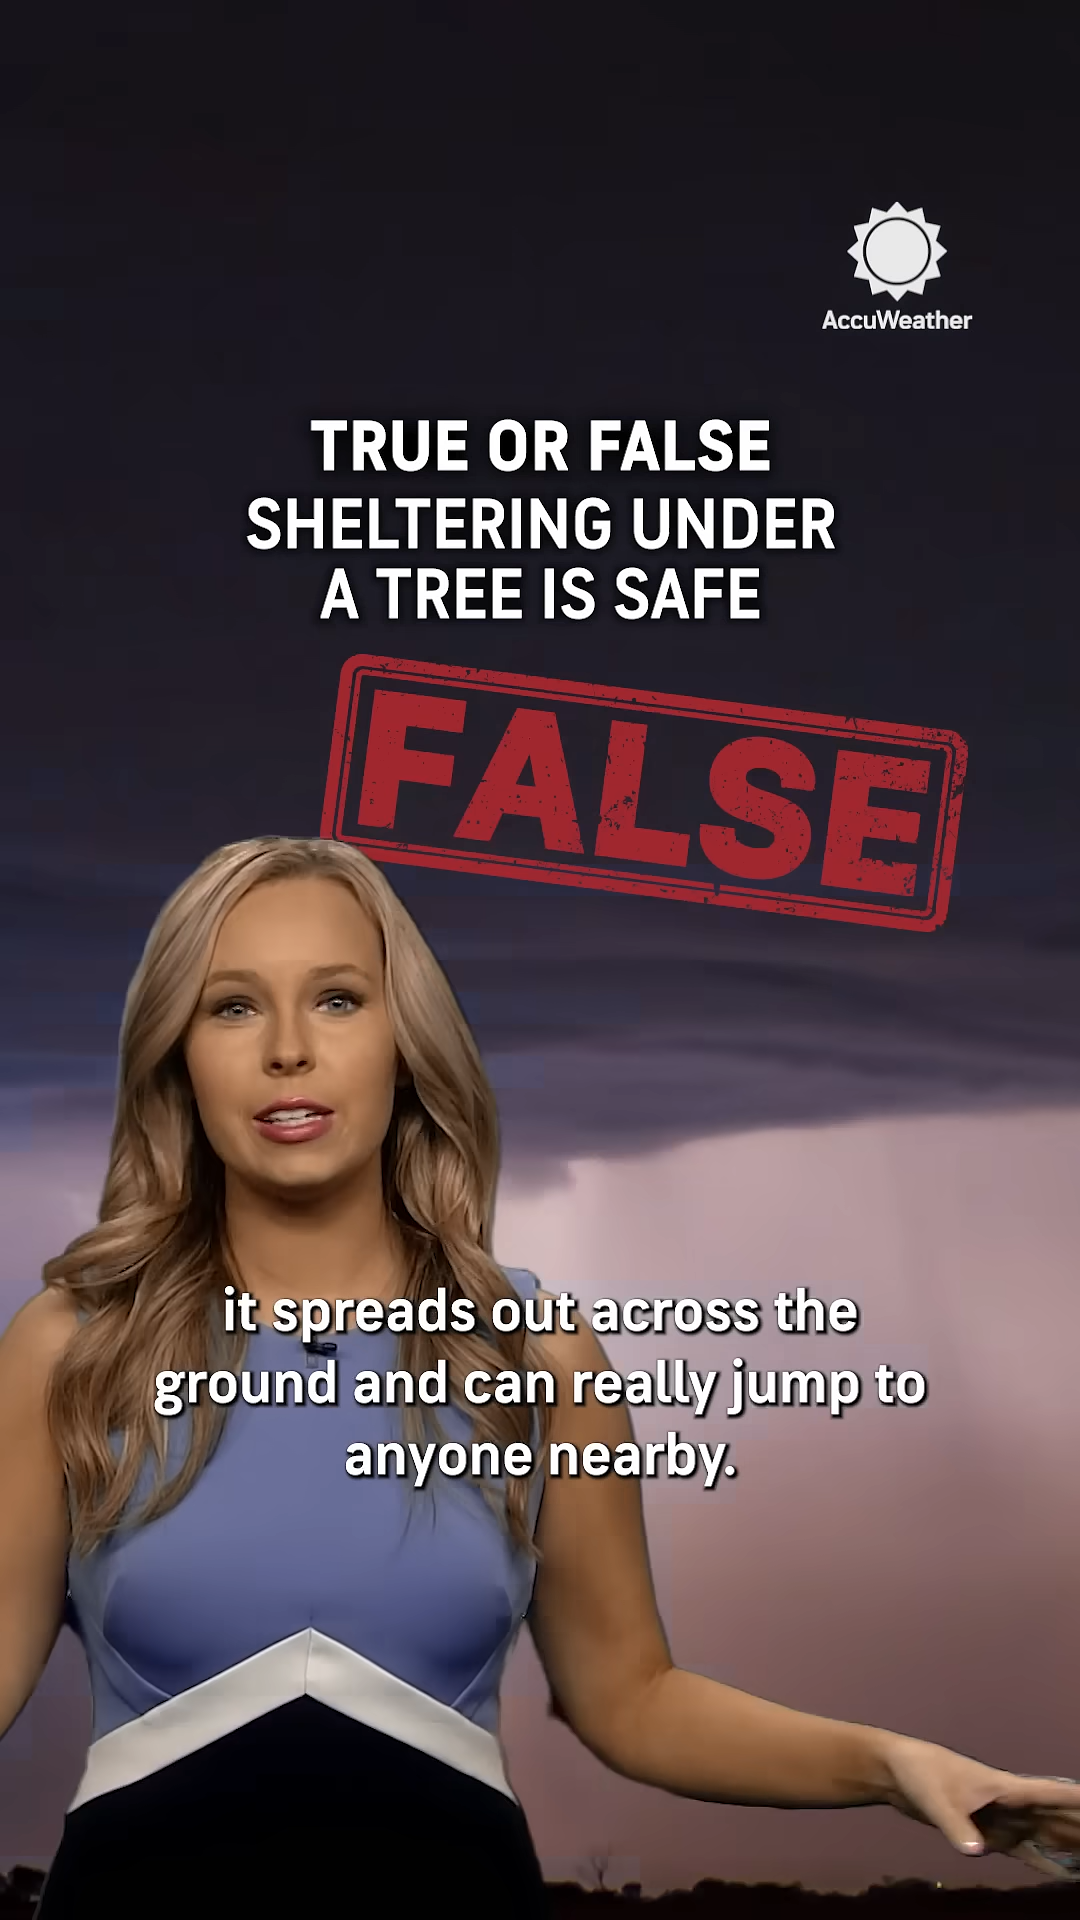 AccuWeather
TRUE OR FALSE
SHELTERING UNDER
A TREE IS SAFE
FALSE
it spreads out across the
ground and can really jump to
anyone nearby.